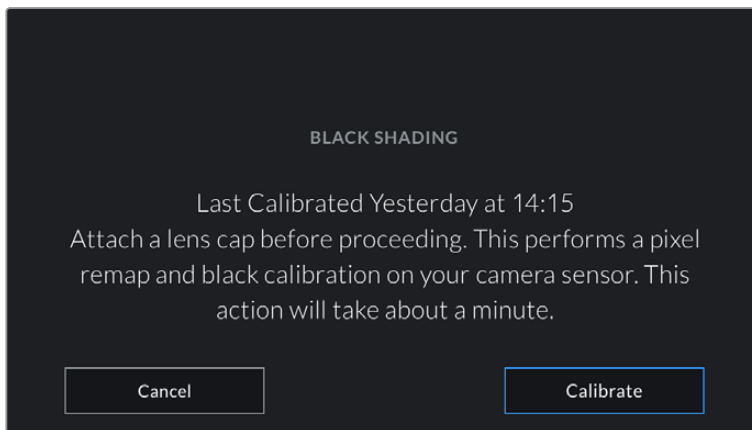 BLACK SHADING
Last Calibrated Yesterday at 14:15
Attach a lens cap before proceeding. This performs a pixel
remap and black calibration on your camera sensor. This
action will take about a minute.
Cancel
Calibrate